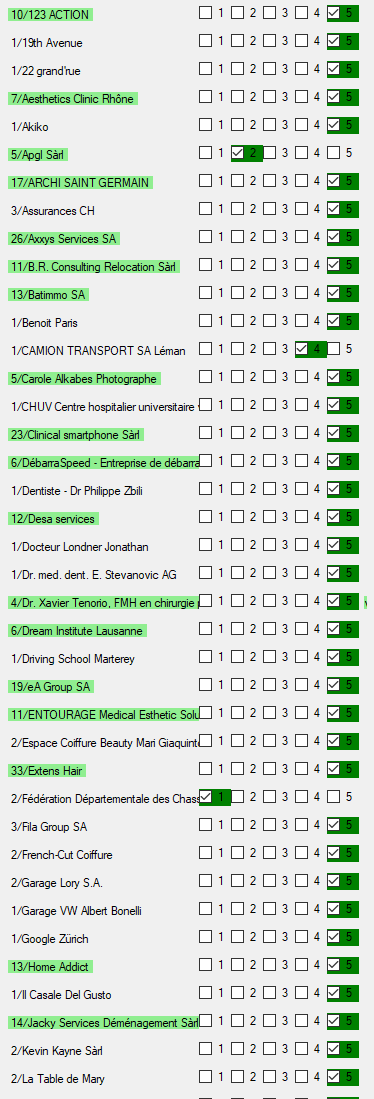 10/123 ACTION 1 2 3 4 5
1/19th Avenue 1 2 3 4 5
1/22 grand'rue 1 2 3 4 5
7/Aesthetics Clinic Rhône 1 2 3 4 5
1/Akiko 1 2 3 4 5
5/Apgl Sàrl 1 2 3 4 5
17/ARCHI SAINT GERMAIN 1 2 3 4 5
3/Assurances CH 1 2 3 4 5
26/Axxys Services SA 1 2 3 4 5
11/B.R. Consulting Relocation Sàrl 1 2 3 4 5
13/Batimmo SA 1 2 3 4 5
1/Benoit Paris 1 2 3 4 5
1/CAMION TRANSPORT SA Léman 1 2 3 4 5
5/Carole Alkabes Photographe 1 2 3 4 5
1/CHUV Centre hospitalier universitaire 1 2 3 4 5
23/Clinical smartphone Sàrl 1 2 3 4 5
6/DébarraSpeed - Entreprise de débarra 1 2 3 4 5
1/Dentiste - Dr Philippe Zbili 1 2 3 4 5
12/Desa services 1 2 3 4 5
1/Docteur Londner Jonathan 1 2 3 4 5
1/Dr. med. dent. E. Stevanovic AG 1 2 3 4 5
4/Dr. Xavier Tenorio, FMH en chirurgie 1 2 3 4 5
6/Dream Institute Lausanne 1 2 3 4 5
1/Driving School Marterey 1 2 3 4 5
19/eA Group SA 1 2 3 4 5
11/ENTOURAGE Medical Esthetic Solu 1 2 3 4 5
2/Espace Coiffure Beauty Mari Giaquint 1 2 3 4 5
33/Extens Hair 1 2 3 4 5
2/Fédération Départementale des Chass 1 2 3 4 5
3/Fila Group SA 1 2 3 4 5
2/French-Cut Coiffure 1 2 3 4 5
2/Garage Lory S.A. 1 2 3 4 5
1/Garage VW Albert Bonelli 1 2 3 4 5
1/Google Zürich 1 2 3 4 5
13/Home Addict 1 2 3 4 5
1/Il Casale Del Gusto 1 2 3 4 5
14/Jacky Services Déménagement Sàrl 1 2 3 4 5
2/Kevin Kayne Sàrl 1 2 3 4 5
2/La Table de Mary 1 2 3 4 5